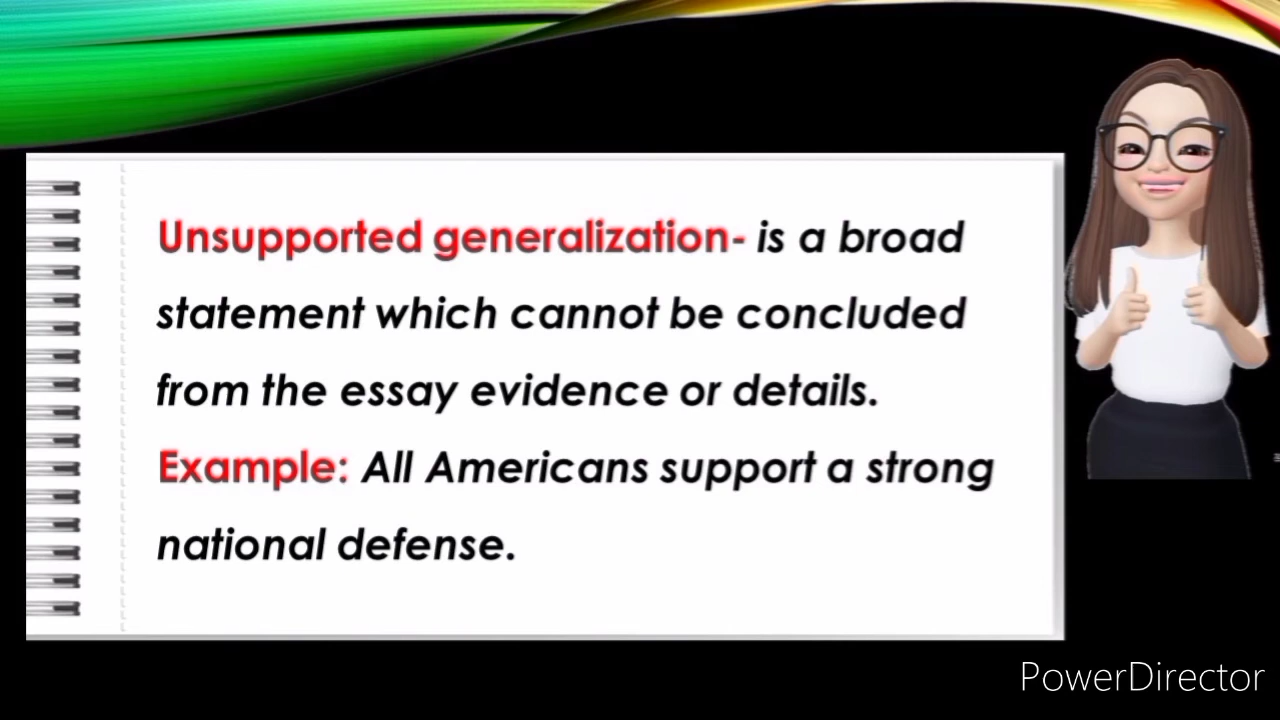 Unsupported generalization- is a broad
statement which cannot be concluded
from the essay evidence or details.
Example: All Americans support a strong
national defense.
PowerDirector